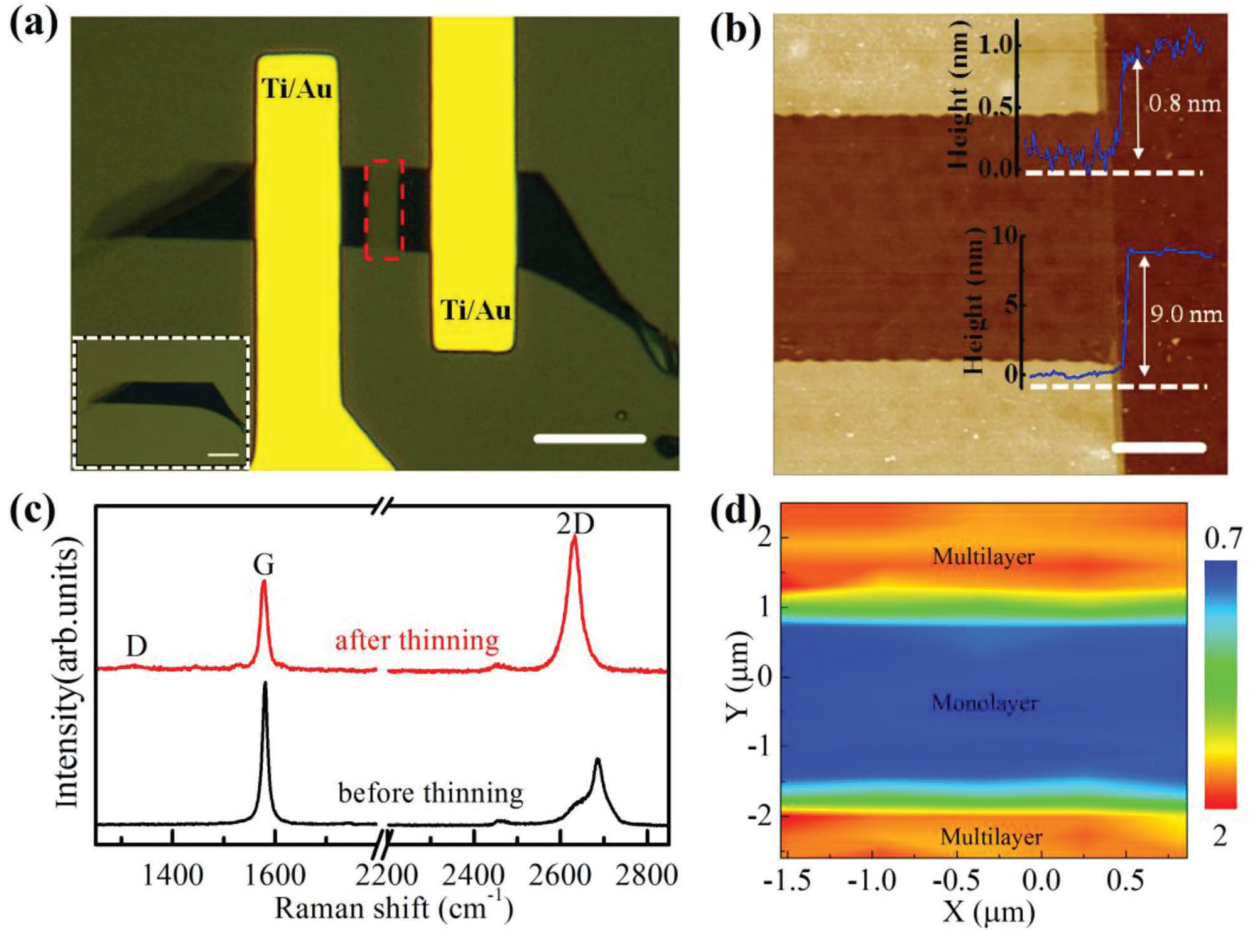 (a)
Ti/Au
Ti/Au
(b)
Height (nm)
1.0
0.5
0.0
0.8 nm
Height (nm)
10
5
0
9.0 nm
(c)
Intensity(arb.units)
D
G
2D
after thinning
before thinning
1400
1600
2200
2400
2600
2800
Raman shift (cm⁻¹)
(d)
Y (μm)
2
1
.0
-1
-2
Multilayer
Monolayer
Multilayer
0.7
2
-1.5
-1.0
-0.5
0.0
0.5
X (μm)